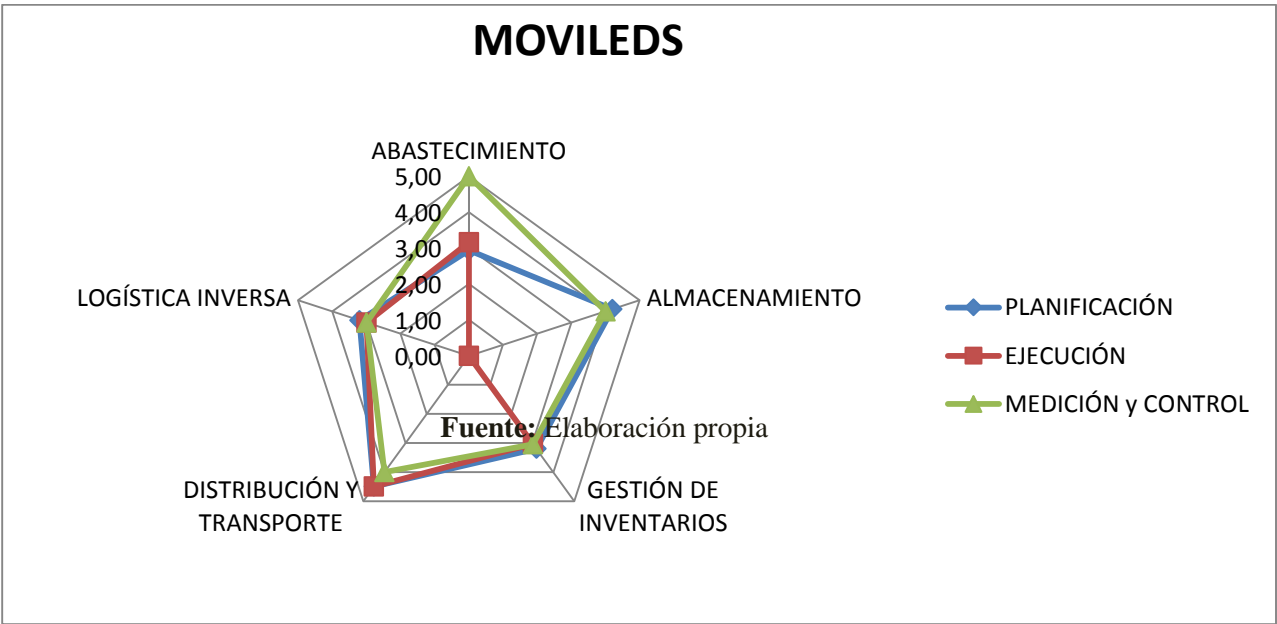 MOVILEDS
ABASTECIMIENTO
5,00
4,00
3,00
2,00
1,00
0,00
LOGÍSTICA INVERSA
ALMACENAMIENTO
PLANIFICACIÓN
EJECUCIÓN
MEDICIÓN y CONTROL
Fuente: Elaboración propia
DISTRIBUCIÓN Y
TRANSPORTE
GESTIÓN DE
INVENTARIOS